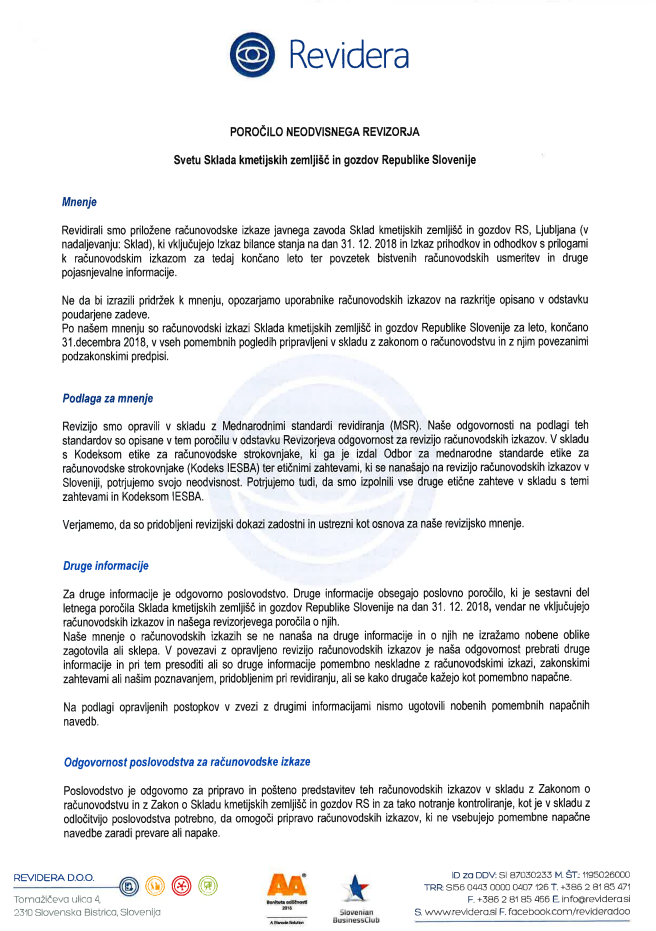 Revidera
POROČILO NEODVISNEGA REVIZORJA
Svetu Sklada kmetijskih zemljišč in gozdov Republike Slovenije
Mnenje
Revidirali smo priložene računovodske izkaze javnega zavoda Sklad kmetijskih zemljišč in gozdov RS, Ljubljana (v
nadaljevanju: Sklad), ki vključujejo Izkaz bilance stanja na dan 31. 12. 2018 in Izkaz prihodkov in odhodkov s prilogami
k računovodskim izkazom za tedaj končano leto ter povzetek bistvenih računovodskih usmeritev in druge
pojasnjevalne informacije.
Ne da bi izrazili pridržek k mnenju, opozarjamo uporabnike računovodskih izkazov na razkritje opisano v odstavku
poudarjene zadeve.
Po našem mnenju so računovodski izkazi Sklada kmetijskih zemljišč in gozdov Republike Slovenije za leto, končano
31.decembra 2018, v vseh pomembnih pogledih pripravljeni v skladu z zakonom o računovodstvu in z njim povezanimi
podzakonskimi predpisi.
Podlaga za mnenje
Revizijo smo opravili v skladu z Mednarodnimi standardi revidiranja (MSR). Naše odgovornosti na podlagi teh
standardov so opisane v tem poročilu v odstavku Revizorjeva odgovornost za revizijo računovodskih izkazov. V skladu
s Kodeksom etike za računovodske strokovnjake, ki ga je izdal Odbor za mednarodne standarde etike za
računovodske strokovnjake (Kodeks IESBA) ter etičnimi zahtevami, ki se nanašajo na revizijo računovodskih izkazov v
Sloveniji, potrjujemo svojo neodvisnost. Potrjujemo tudi, da smo izpolnili vse druge etične zahteve v skladu s temi
zahtevami in Kodeksom IESBA.
Verjamemo, da so pridobljeni revizijski dokazi zadostni in ustrezni kot osnova za naše revizijsko mnenje.
Druge informacije
Za druge informacije je odgovorno poslovodstvo. Druge informacije obsegajo poslovno poročilo, ki je sestavni del
letnega poročila Sklada kmetijskih zemljišč in gozdov Republike Slovenije na dan 31. 12. 2018, vendar ne vključujejo
računovodskih izkazov in našega revizorjevega poročila o njih.
Naše mnenje o računovodskih izkazih se ne nanaša na druge informacije in o njih ne izražamo nobene oblike
zagotovila ali sklepa. V povezavi z opravljeno revizijo računovodskih izkazov je naša odgovornost prebrati druge
informacije in pri tem presoditi ali so druge informacije pomembno neskladne z računovodskimi izkazi, zakonskimi
zahtevami ali našim poznavanjem, pridobljenim pri revidiranju, ali se kako drugače kažejo kot pomembno napačne.
Na podlagi opravljenih postopkov v zvezi z drugimi informacijami nismo ugotovili nobenih pomembnih napačnih
navedb.
Odgovornost poslovodstva za računovodske izkaze
Poslovodstvo je odgovorno za pripravo in pošteno predstavitev teh računovodskih izkazov v skladu z Zakonom o
računovodstvu in z Zakon o Skladu kmetijskih zemljišč in gozdov RS in za tako notranje kontroliranje, kot je v skladu z
odločitvijo poslovodstva potrebno, da omogoči pripravo računovodskih izkazov, ki ne vsebujejo pomembne napačne
navedbe zaradi prevare ali napake.
REVIDERA D.O.O.
Tomažičeva ulica 4,
2310 Slovenska Bistrica, Slovenija
AA
Boniteta odličnosti
2018
Slovenian
BusinessClub
ID za DDV: SI 87030233 M. ŠT.: 1195026000
TRR: SI56 0443 0000 0407 126 T. +386 2 81 85 471
F. +386 2 81 85 456 E. info@revidera.si
S. www.revidera.si F. facebook.com/revideradoo